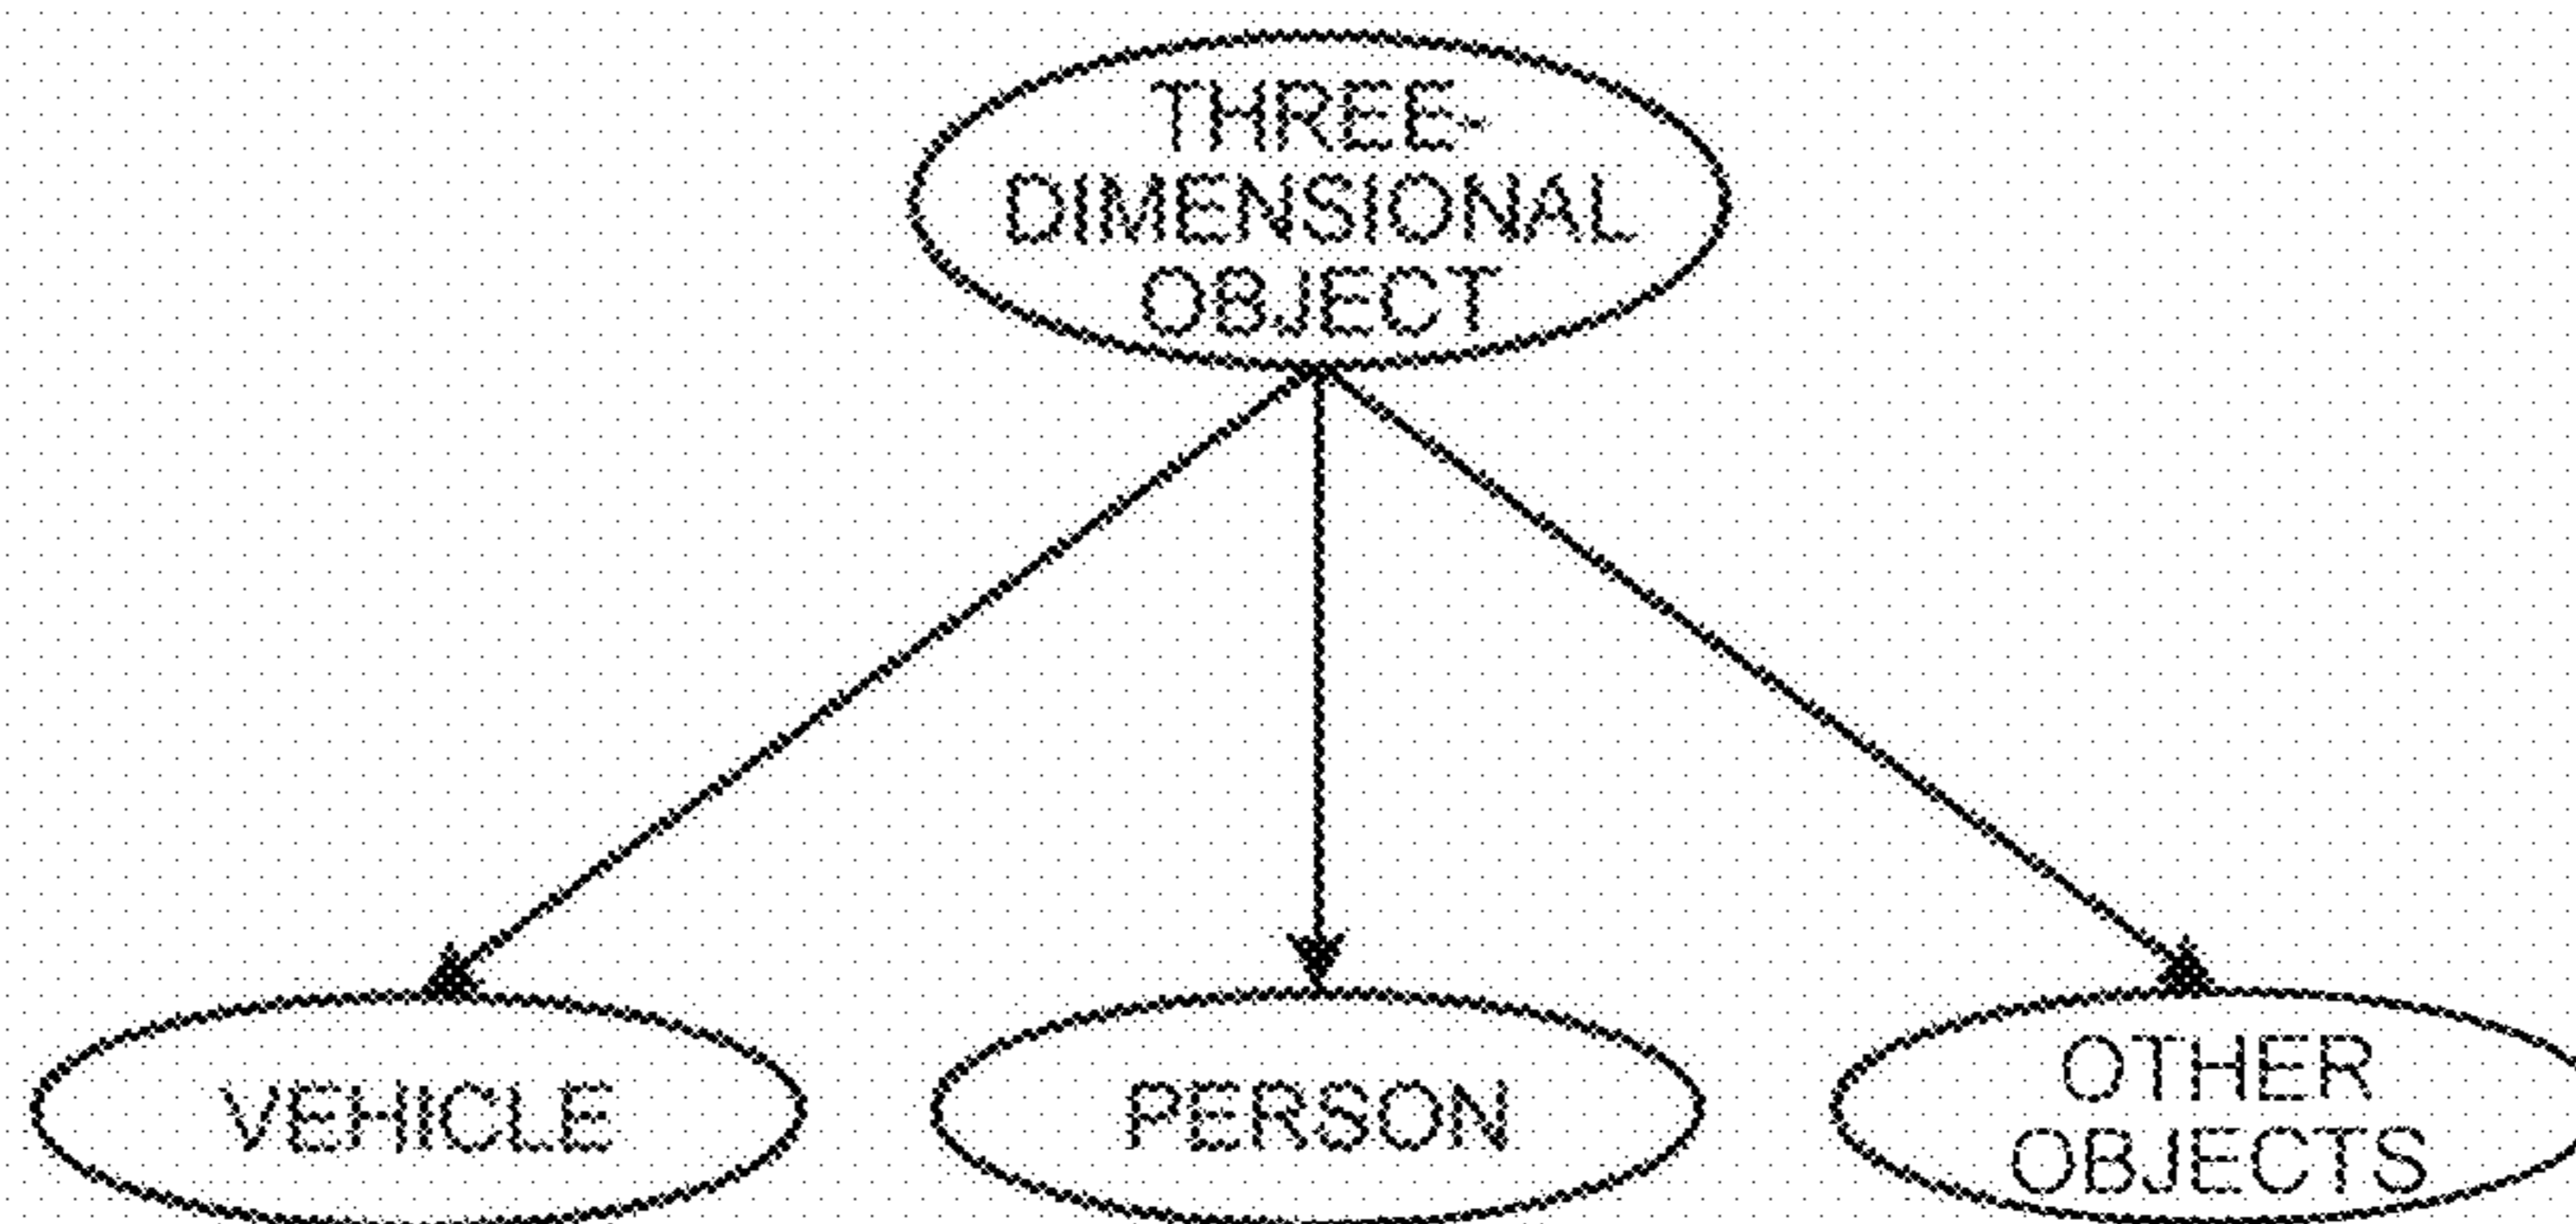 THREE-
DIMENSIONAL
OBJECT
VEHICLE
PERSON
OTHER
OBJECTS